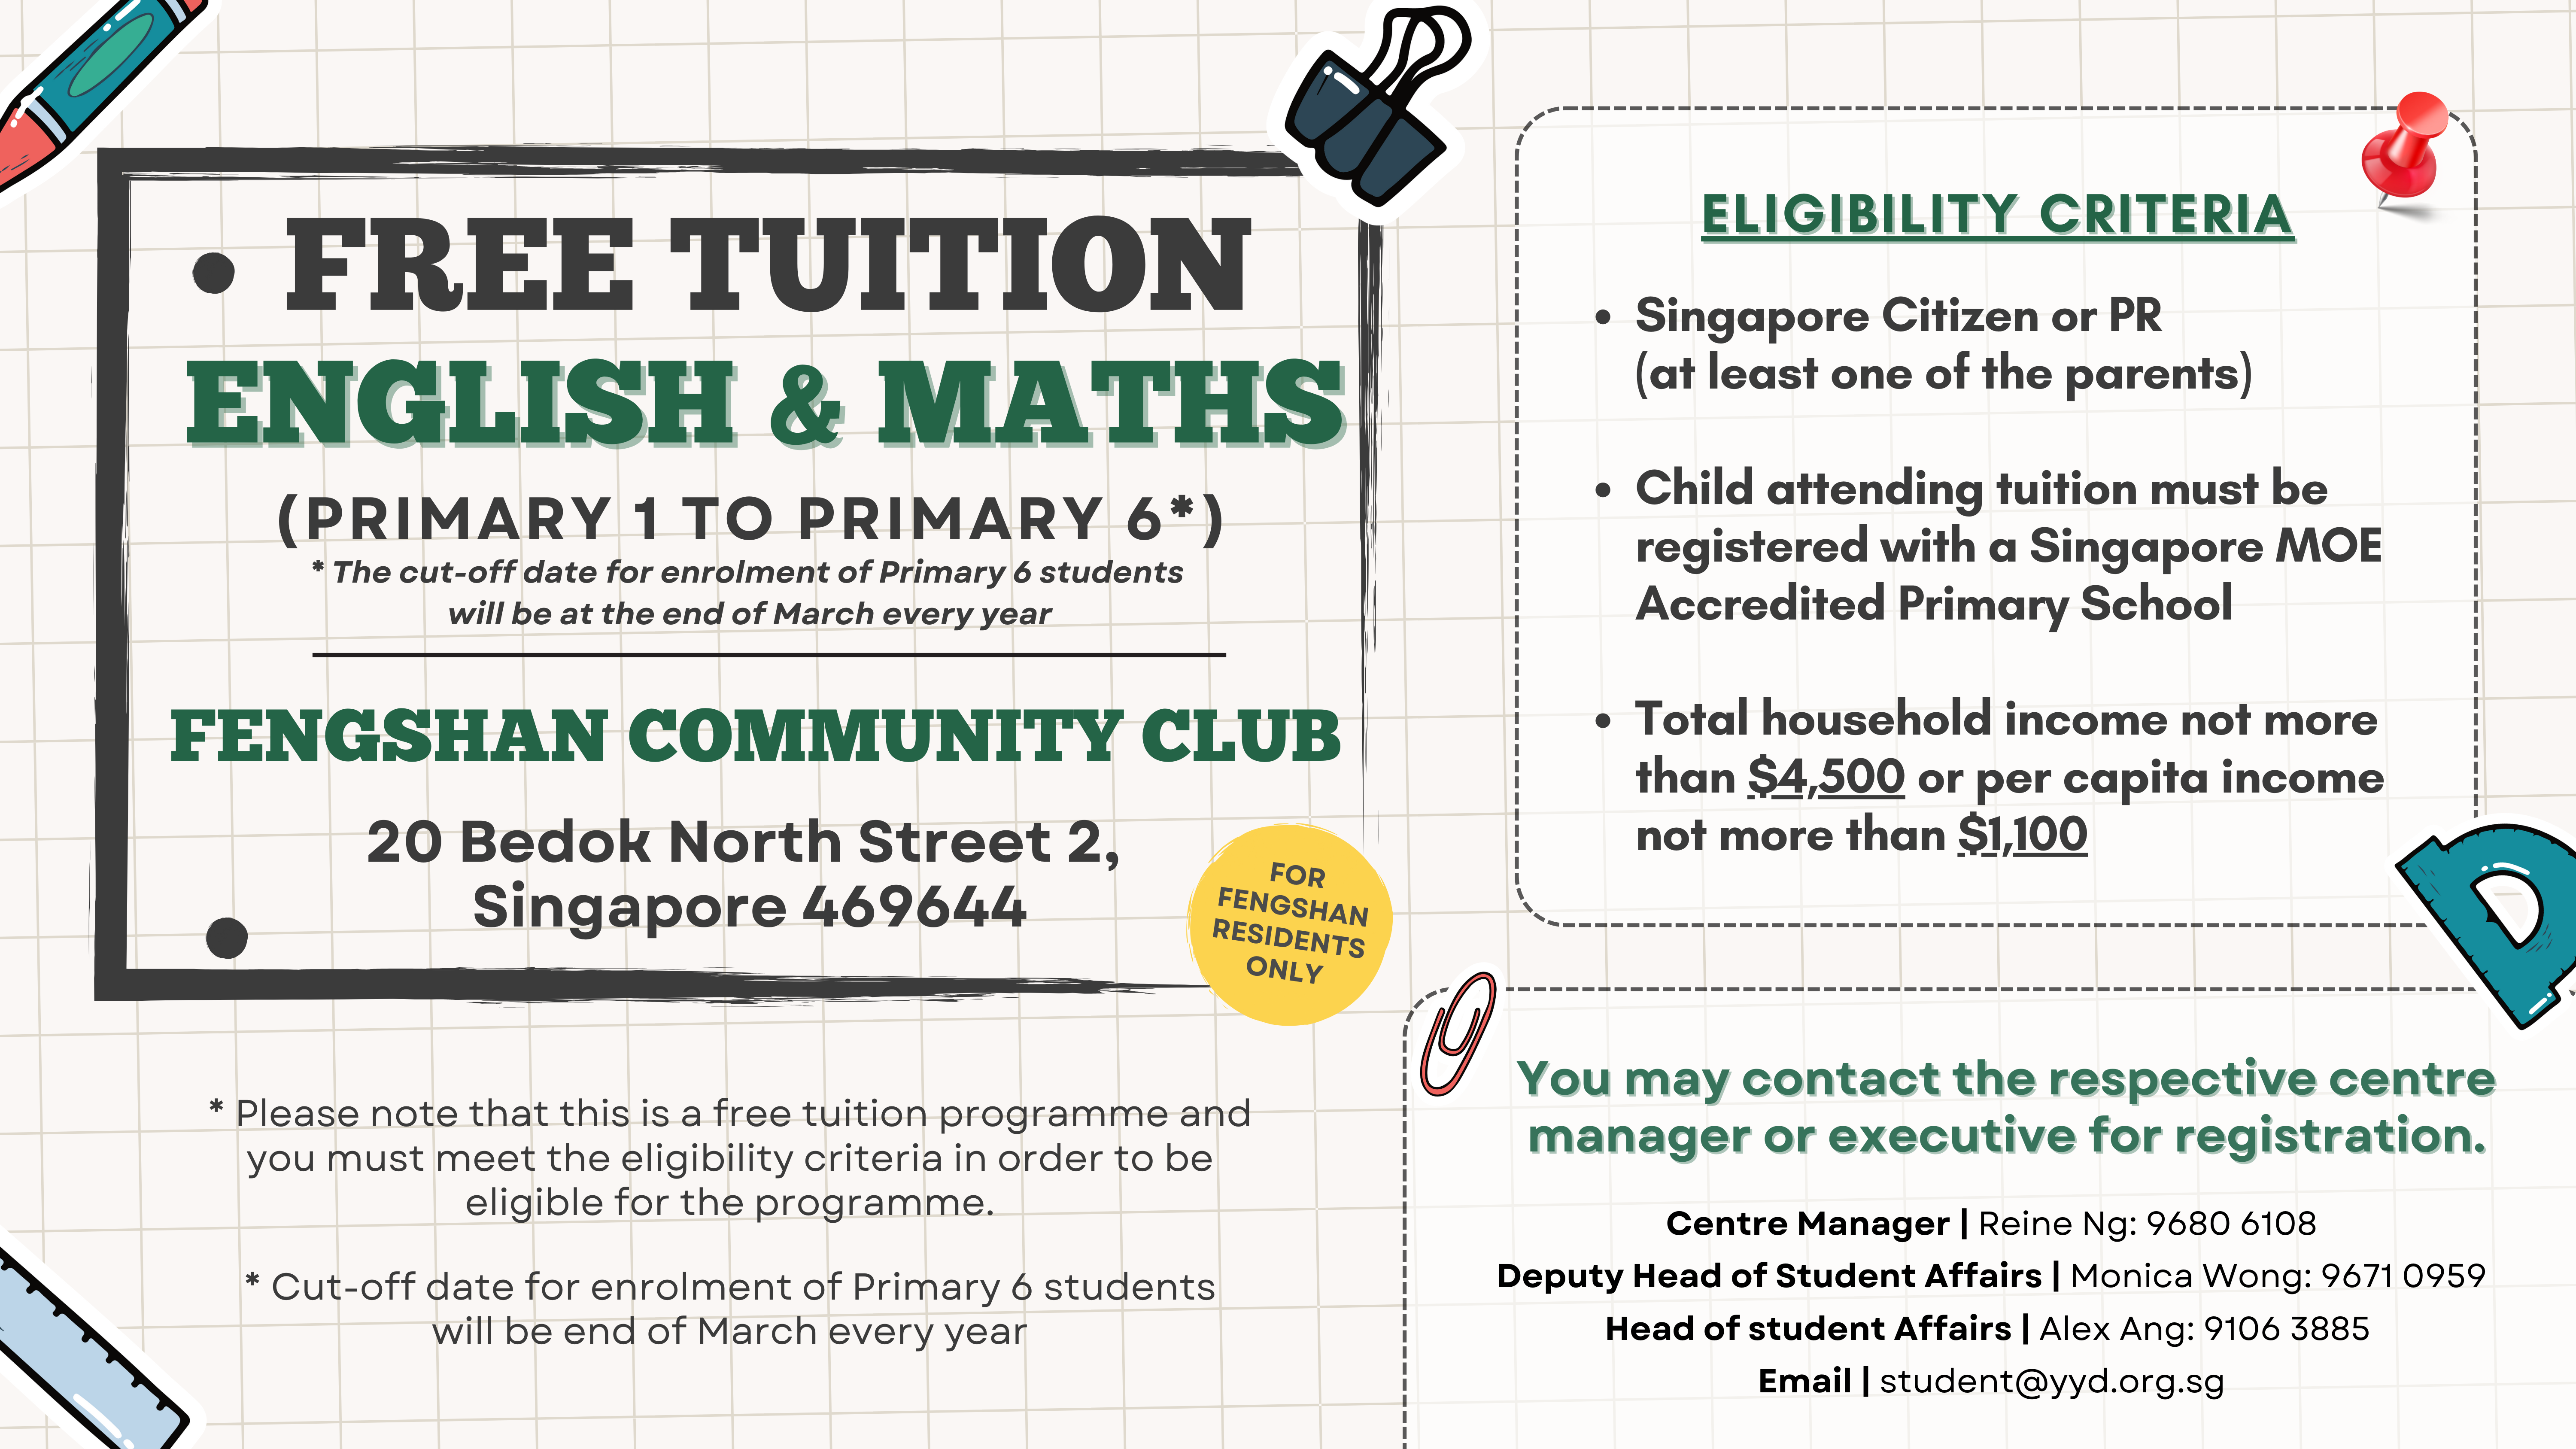 • FREE TUITION
ENGLISH & MATHS
(PRIMARY 1 TO PRIMARY 6*)
* The cut-off date for enrolment of Primary 6 students
will be at the end of March every year
FENGSHAN COMMUNITY CLUB
20 Bedok North Street 2,
Singapore 469644
•
FOR
FENGSHAN
RESIDENTS
ONLY
* Please note that this is a free tuition programme and
you must meet the eligibility criteria in order to be
eligible for the programme.
* Cut-off date for enrolment of Primary 6 students
will be end of March every year
ELIGIBILITY CRITERIA
• Singapore Citizen or PR
(at least one of the parents)
• Child attending tuition must be
registered with a Singapore MOE
Accredited Primary School
• Total household income not more
than $4,500 or per capita income
not more than $1,100
You may contact the respective centre
manager or executive for registration.
Centre Manager | Reine Ng: 9680 6108
Deputy Head of Student Affairs | Monica Wong: 9671 0959
Head of student Affairs | Alex Ang: 9106 3885
Email | student@yyd.org.sg